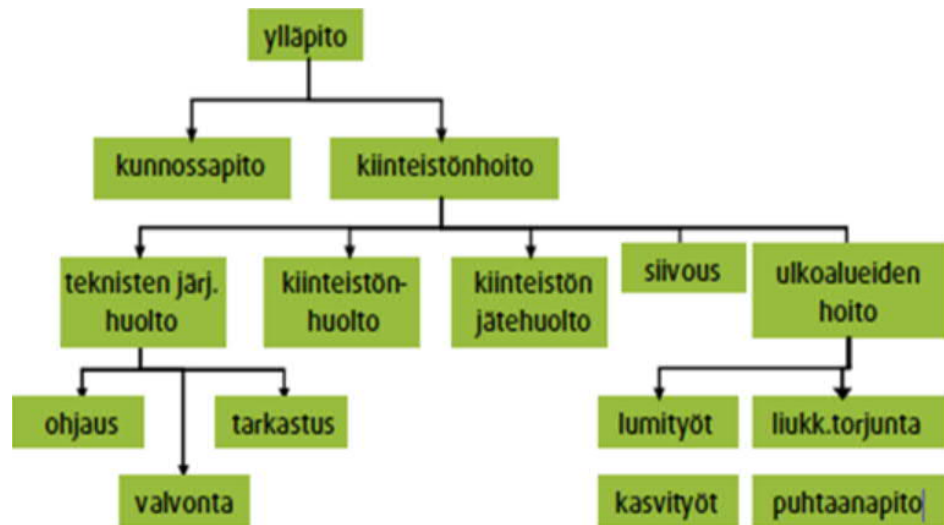 ylläpito
kunnossapito
kiinteistönhoito
teknisten järj.
huolto
kiinteistön-
huolto
kiinteistön
jätehuolto
siivous
ulkoalueiden
hoito
ohjaus
tarkastus
lumityöt
liukk.torjunta
valvonta
kasvityöt
puhtaanapito